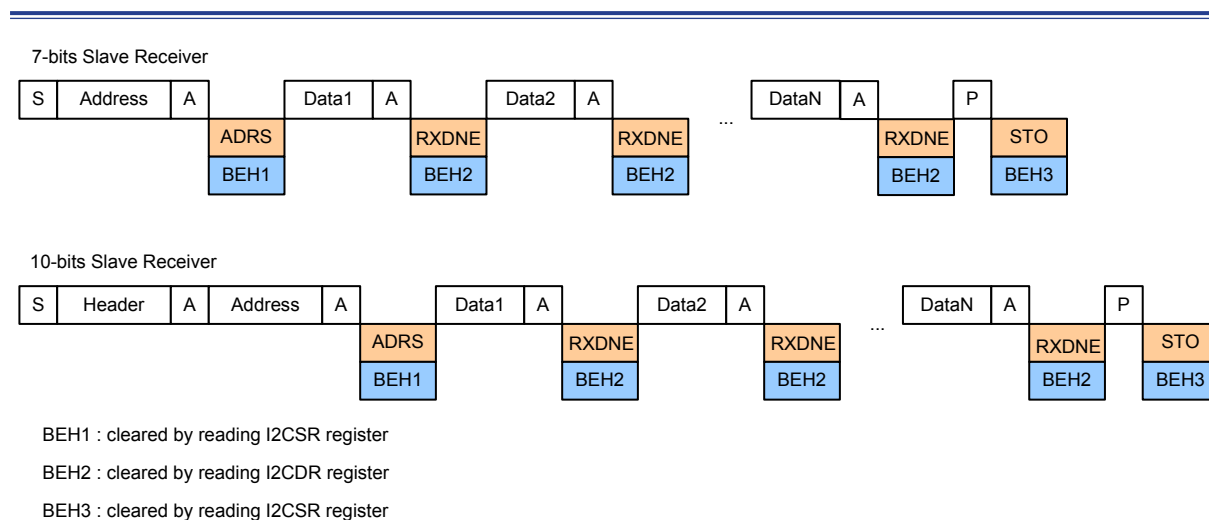 7-bits Slave Receiver
S Address A Data1 A Data2 A ... DataN A P
ADRS RXDNE RXDNE RXDNE STO
BEH1 BEH2 BEH2 BEH2 BEH3
10-bits Slave Receiver
S Header A Address A Data1 A Data2 A ... DataN A P
ADRS RXDNE RXDNE RXDNE STO
BEH1 BEH2 BEH2 BEH2 BEH3
BEH1 : cleared by reading I2CSR register
BEH2 : cleared by reading I2CDR register
BEH3 : cleared by reading I2CSR register